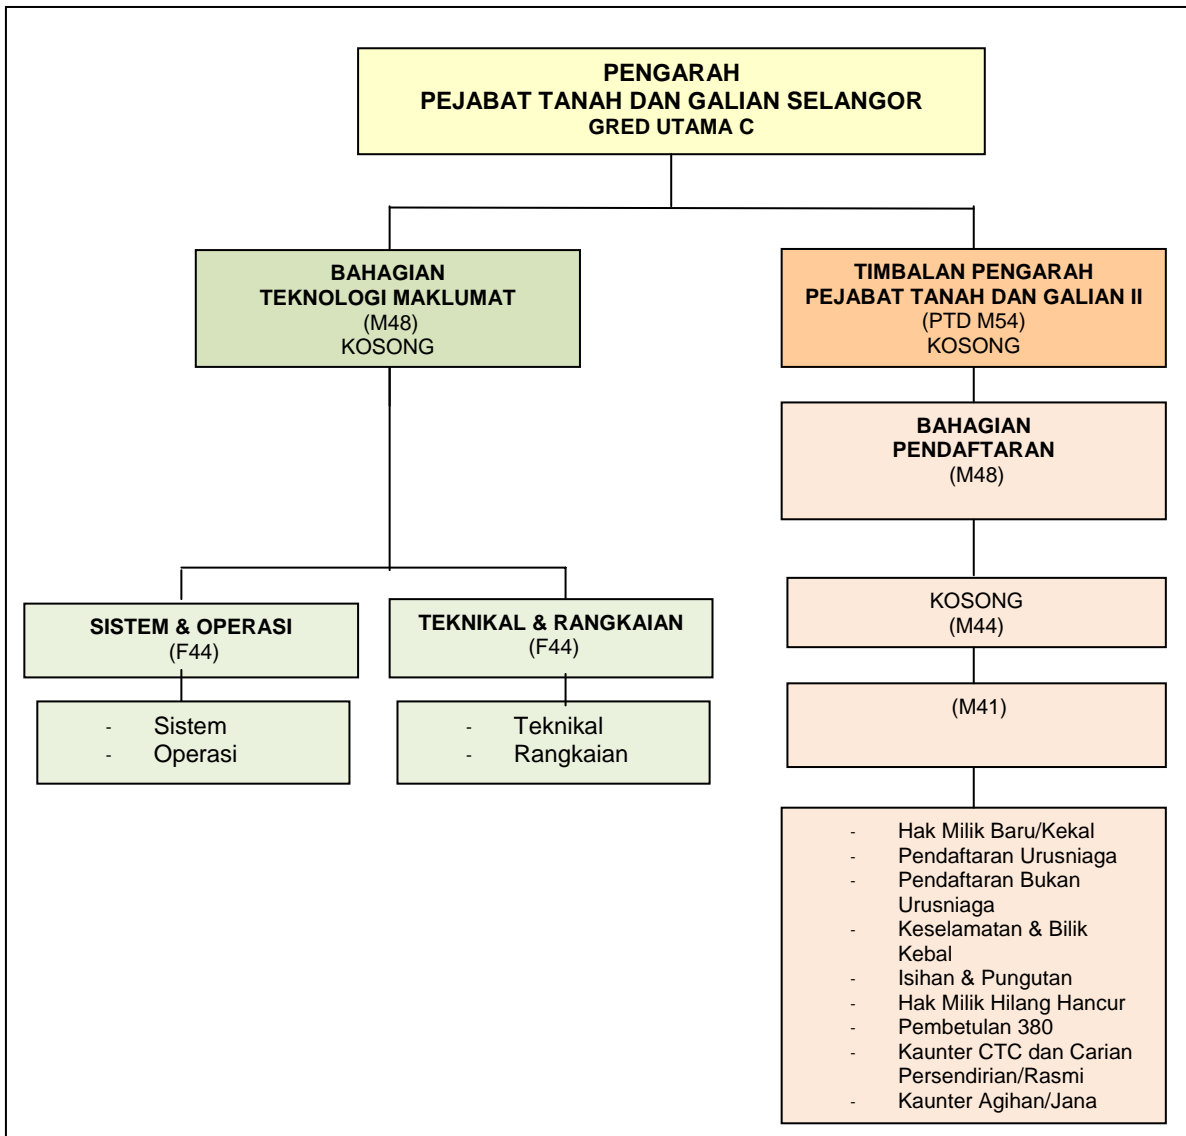 PENGARAH
PEJABAT TANAH DAN GALIAN SELANGOR
GRED UTAMA C
BAHAGIAN
TEKNOLOGI MAKLUMAT
(M48)
KOSONG
TIMBALAN PENGARAH
PEJABAT TANAH DAN GALIAN II
(PTD M54)
KOSONG
BAHAGIAN
PENDAFTARAN
(M48)
KOSONG
(M44)
(M41)
SISTEM & OPERASI
(F44)
TEKNIKAL & RANGKAIAN
(F44)
- Sistem
- Operasi
- Teknikal
- Rangkaian
- Hak Milik Baru/Kekal
- Pendaftaran Urusniaga
- Pendaftaran Bukan
Urusniaga
- Keselamatan & Bilik
Kebal
- Isihan & Pungutan
- Hak Milik Hilang Hancur
- Pembetulan 380
- Kaunter CTC dan Carian
Persendirian/Rasmi
- Kaunter Agihan/Jana